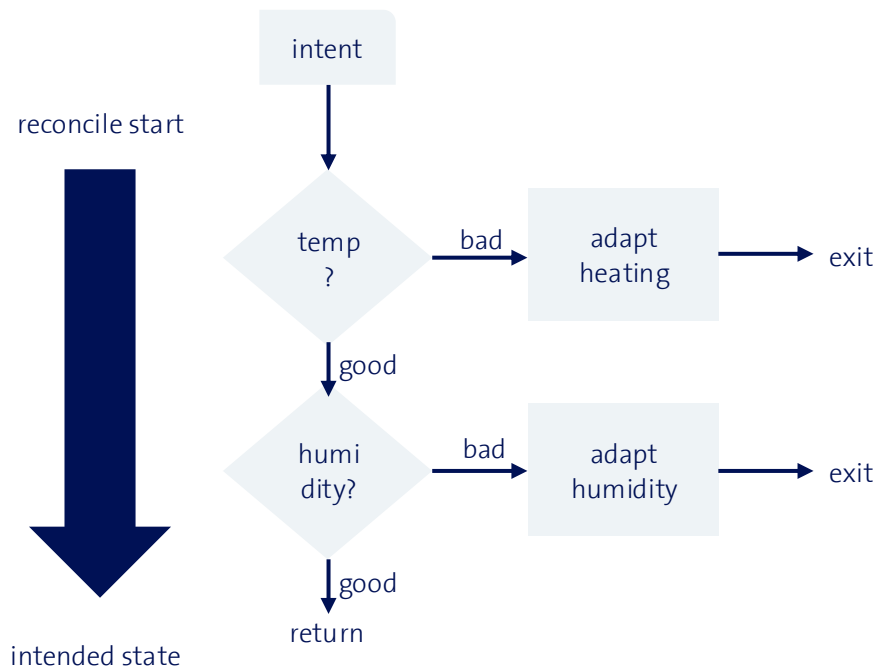 intent
reconcile start
temp
?
bad
adapt
heating
exit
good
humi
dity?
bad
adapt
humidity
exit
good
return
intended state